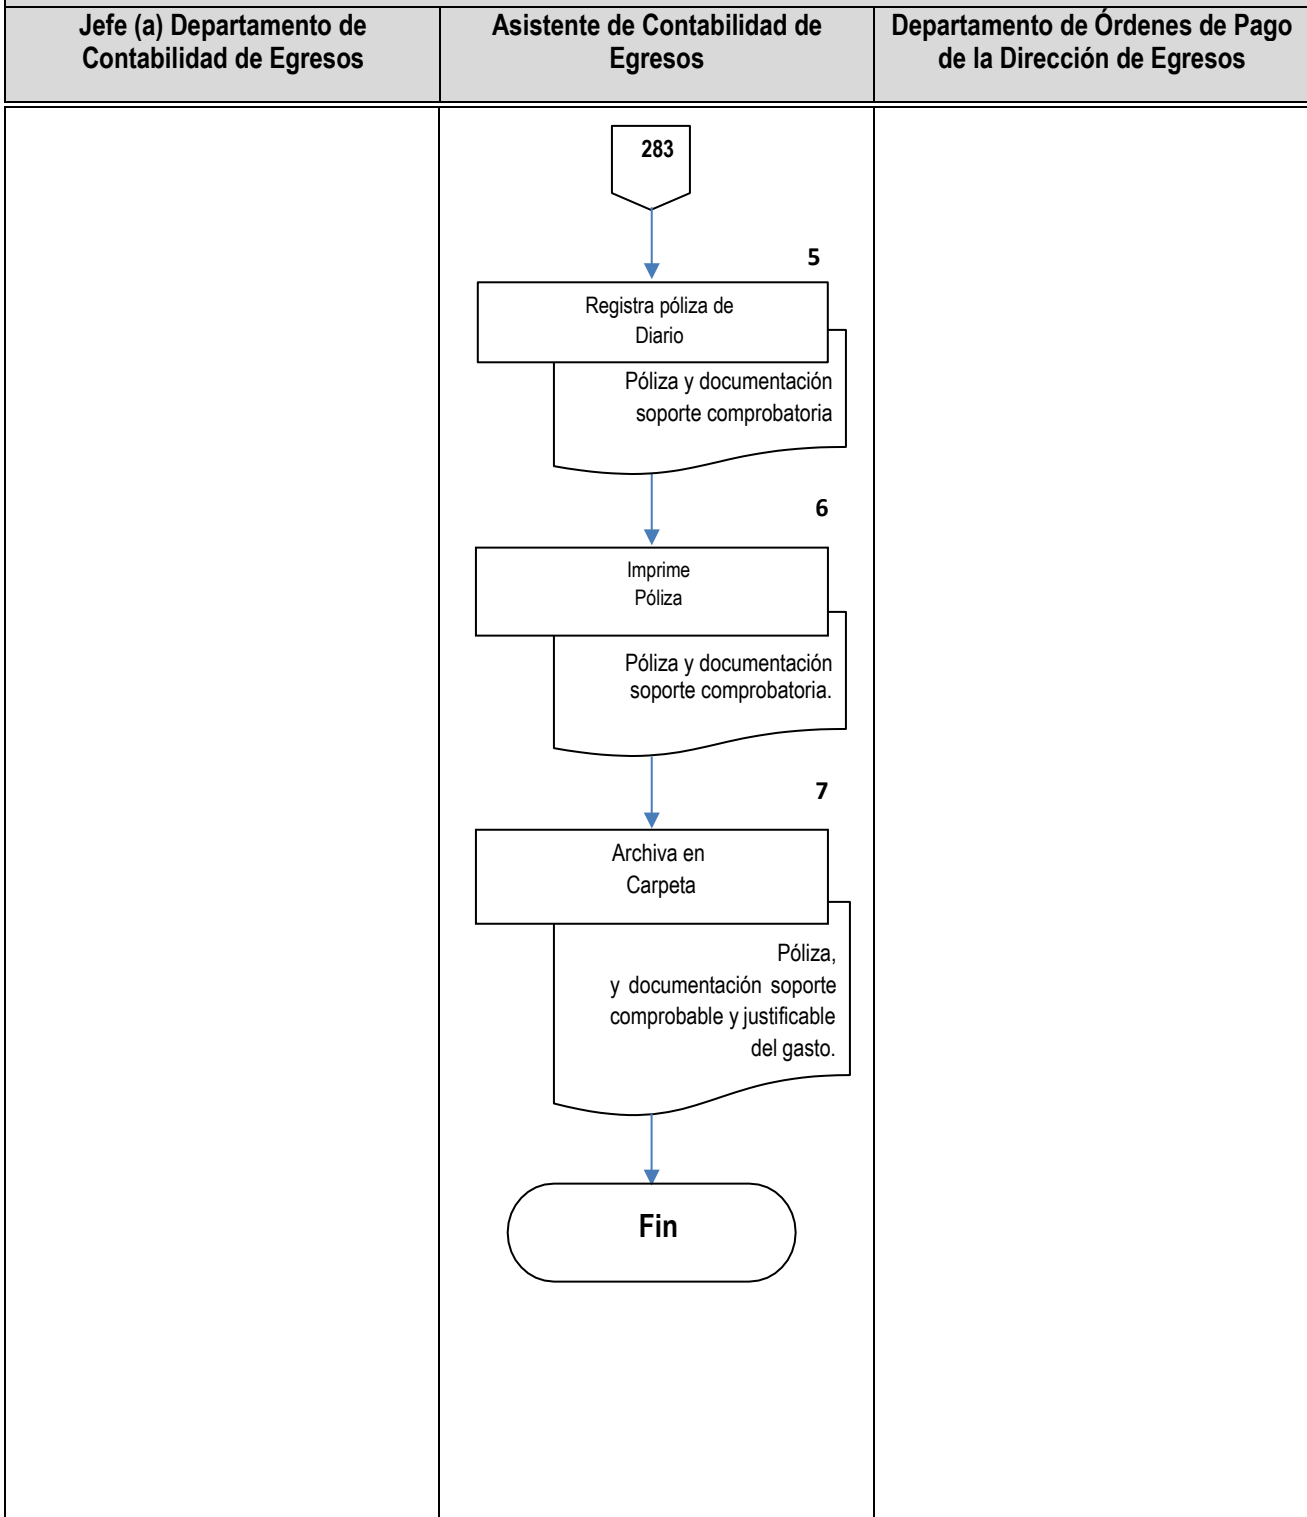 Jefe (a) Departamento de
Contabilidad de Egresos
Asistente de Contabilidad de
Egresos
Departamento de Órdenes de Pago
de la Dirección de Egresos
283
5
Registra póliza de
Diario
Póliza y documentación
soporte comprobatoria
6
Imprime
Póliza
Póliza y documentación
soporte comprobatoria.
7
Archiva en
Carpeta
Póliza,
y documentación soporte
comprobable y justificable
del gasto.
Fin